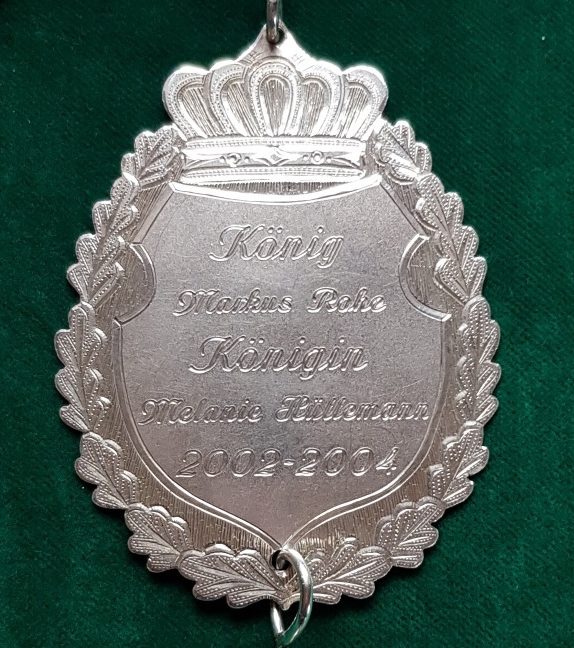 König
Markus Rohe
Königin
Melanie Hüllemann
2002-2004